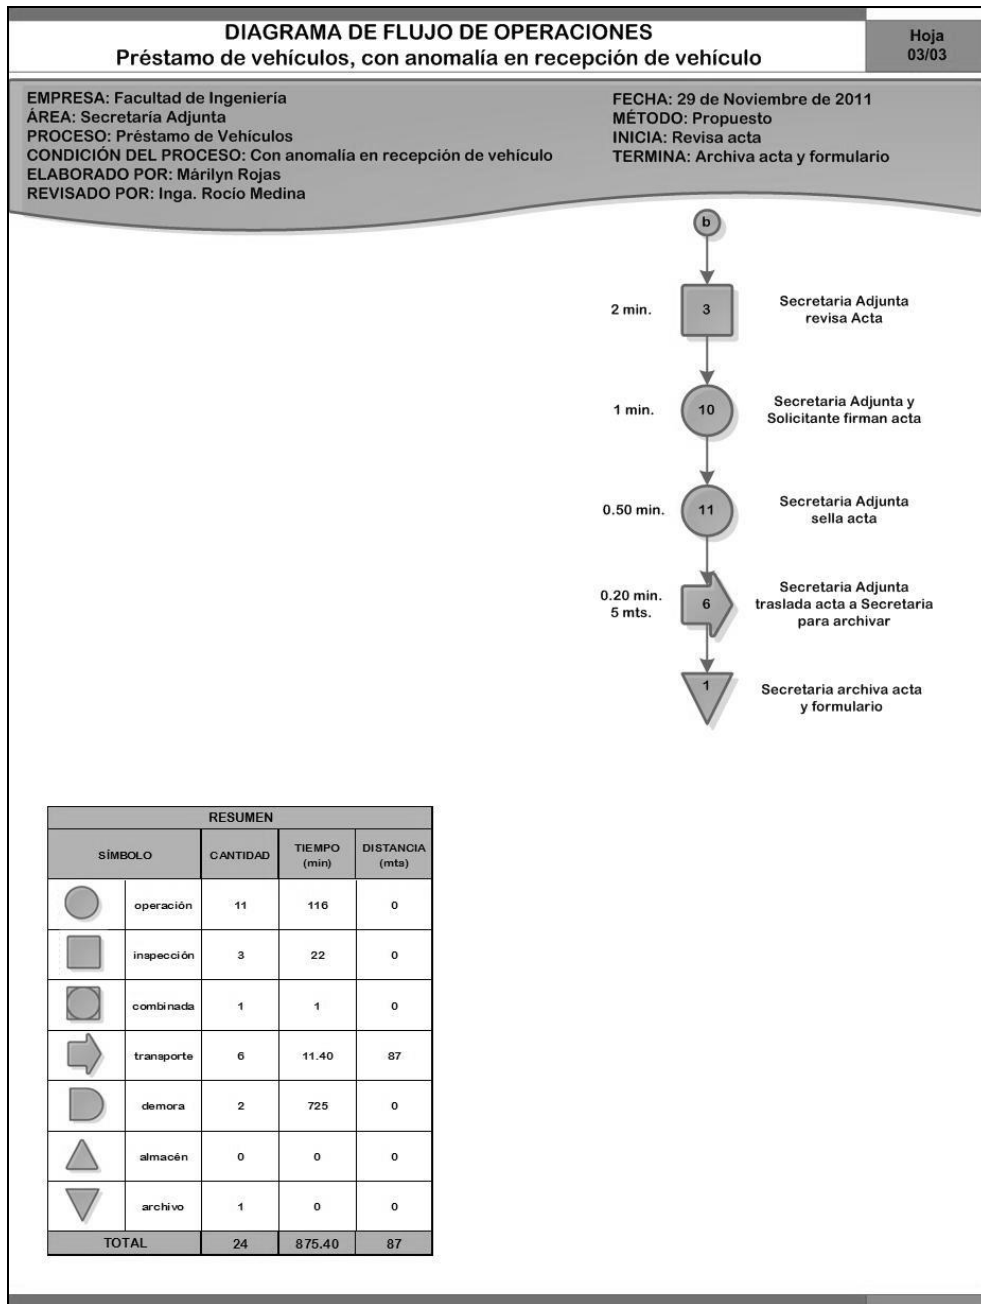 DIAGRAMA DE FLUJO DE OPERACIONES
Préstamo de vehículos, con anomalía en recepción de vehículo
Hoja
03/03
EMPRESA: Facultad de Ingeniería
ÁREA: Secretaría Adjunta
PROCESO: Préstamo de Vehículos
CONDICIÓN DEL PROCESO: Con anomalía en recepción de vehículo
ELABORADO POR: Márilyn Rojas
REVISADO POR: Inga. Rocío Medina
FECHA: 29 de Noviembre de 2011
MÉTODO: Propuesto
INICIA: Revisa acta
TERMINA: Archiva acta y formulario
b
2 min.
3
Secretaria Adjunta
revisa Acta
1 min.
10
Secretaria Adjunta y
Solicitante firman acta
0.50 min.
11
Secretaria Adjunta
sella acta
0.20 min.
5 mts.
6
Secretaria Adjunta
traslada acta a Secretaria
para archivar
1
Secretaria archiva acta
y formulario
RESUMEN
SÍMBOLO CANTIDAD TIEMPO (min) DISTANCIA (mta)
operación 11 116 0
inspección 3 22 0
combinada 1 1 0
transporte 6 11.40 87
demora 2 725 0
almacén 0 0 0
archivo 1 0 0
TOTAL 24 875.40 87